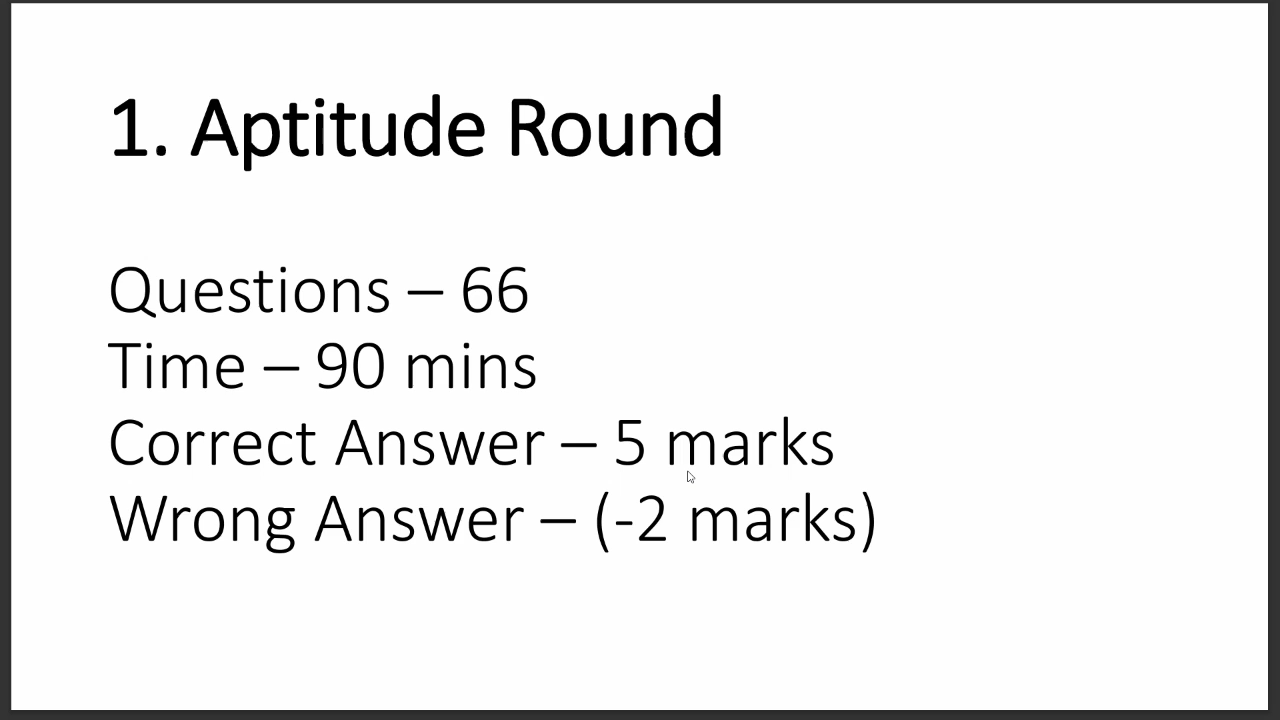 1. Aptitude Round
Questions – 66
Time – 90 mins
Correct Answer – 5 marks
Wrong Answer – (-2 marks)